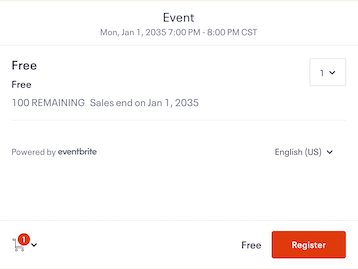 Event
Mon, Jan 1, 2035 7:00 PM - 8:00 PM CST
Free
1
Free
100 REMAINING Sales end on Jan 1, 2035
Powered by eventbrite
English (US)
1
Free
Register